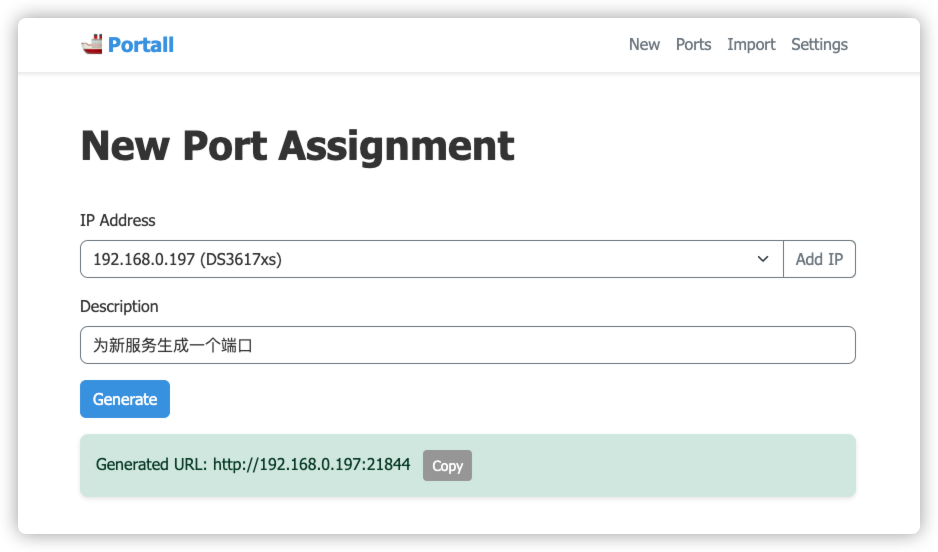 Portall
New Ports Import Settings
New Port Assignment
IP Address
192.168.0.197 (DS3617xs)
Add IP
Description
为新服务生成一个端口
Generate
Generated URL: http://192.168.0.197:21844 Copy